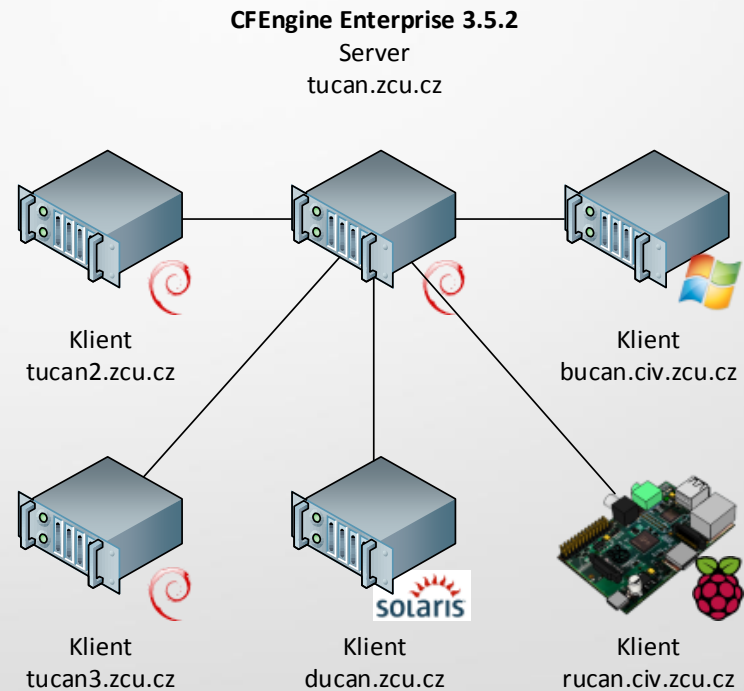 CFEngine Enterprise 3.5.2
Server
tucan.zcu.cz
Klient
tucan2.zcu.cz
Klient
bucan.civ.zcu.cz
solaris
Klient
tucan3.zcu.cz
Klient
ducan.zcu.cz
Klient
rucan.civ.zcu.cz